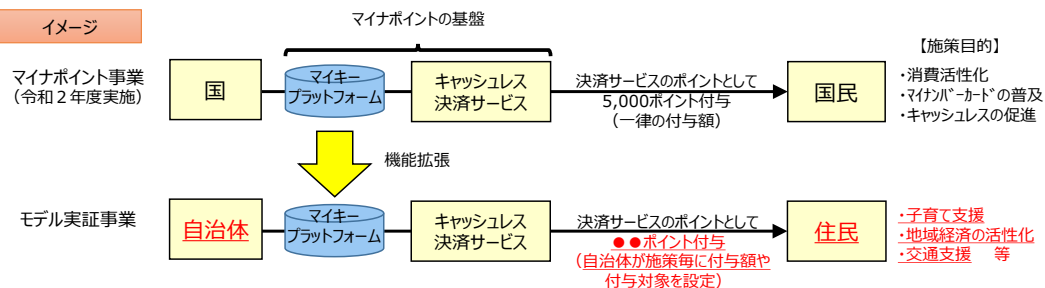 イメージ
マイナポイントの基盤
マイナポイント事業
（令和２年度実施）
国
マイキー
プラットフォーム
キャッシュレス
決済サービス
決済サービスのポイントとして
5,000ポイント付与
（一律の付与額）
国民
【施策目的】
・消費活性化
・ﾏｲﾅﾝﾊﾞｰｶｰﾄﾞの普及
・キャッシュレスの促進
機能拡張
モデル実証事業
自治体
マイキー
プラットフォーム
キャッシュレス
決済サービス
決済サービスのポイントとして
●●ポイント付与
（自治体が施策毎に付与額や
付与対象を設定）
住民
・子育て支援
・地域経済の活性化
・交通支援　等